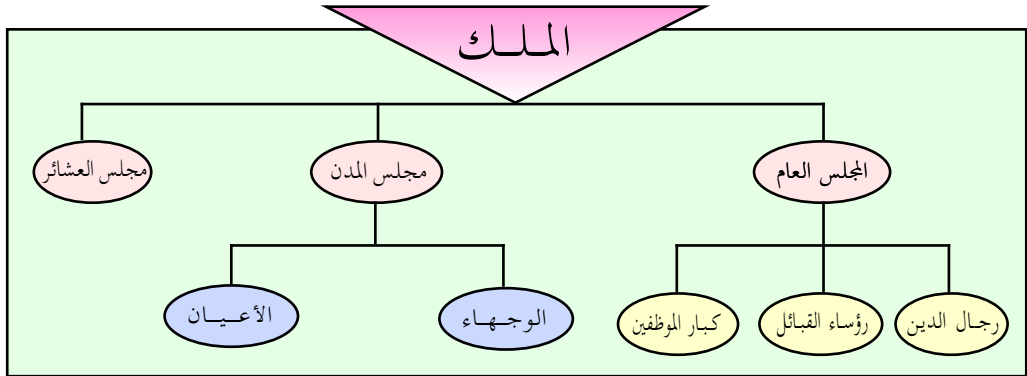 الملك
المجلس العام
مجلس المدن
مجلس العشائر
رجال الدين
رؤساء القبائل
كبار الموظفين
الوجهاء
الأعيان